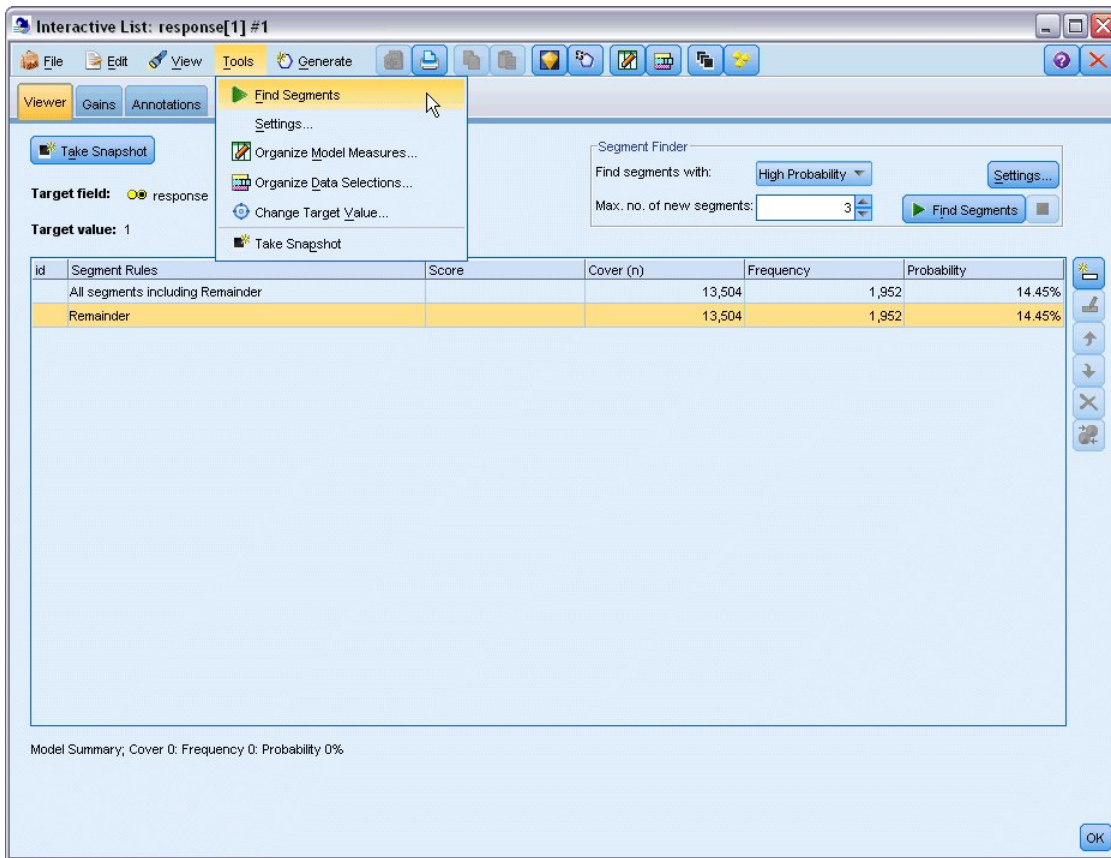 Interactive List: response[1] #1
File Edit View Tools Generate
Viewer Gains Annotations
Find Segments
Settings...
Organize Model Measures...
Organize Data Selections...
Change Target Value...
Take Snapshot
Take Snapshot
Target field: response
Target value: 1
Segment Finder
Find segments with: High Probability Settings...
Max. no. of new segments: 3 Find Segments
id Segment Rules Score Cover (n) Frequency Probability
All segments including Remainder 13,504 1,952 14.45%
Remainder 13,504 1,952 14.45%
Model Summary; Cover 0: Frequency 0: Probability 0%
OK